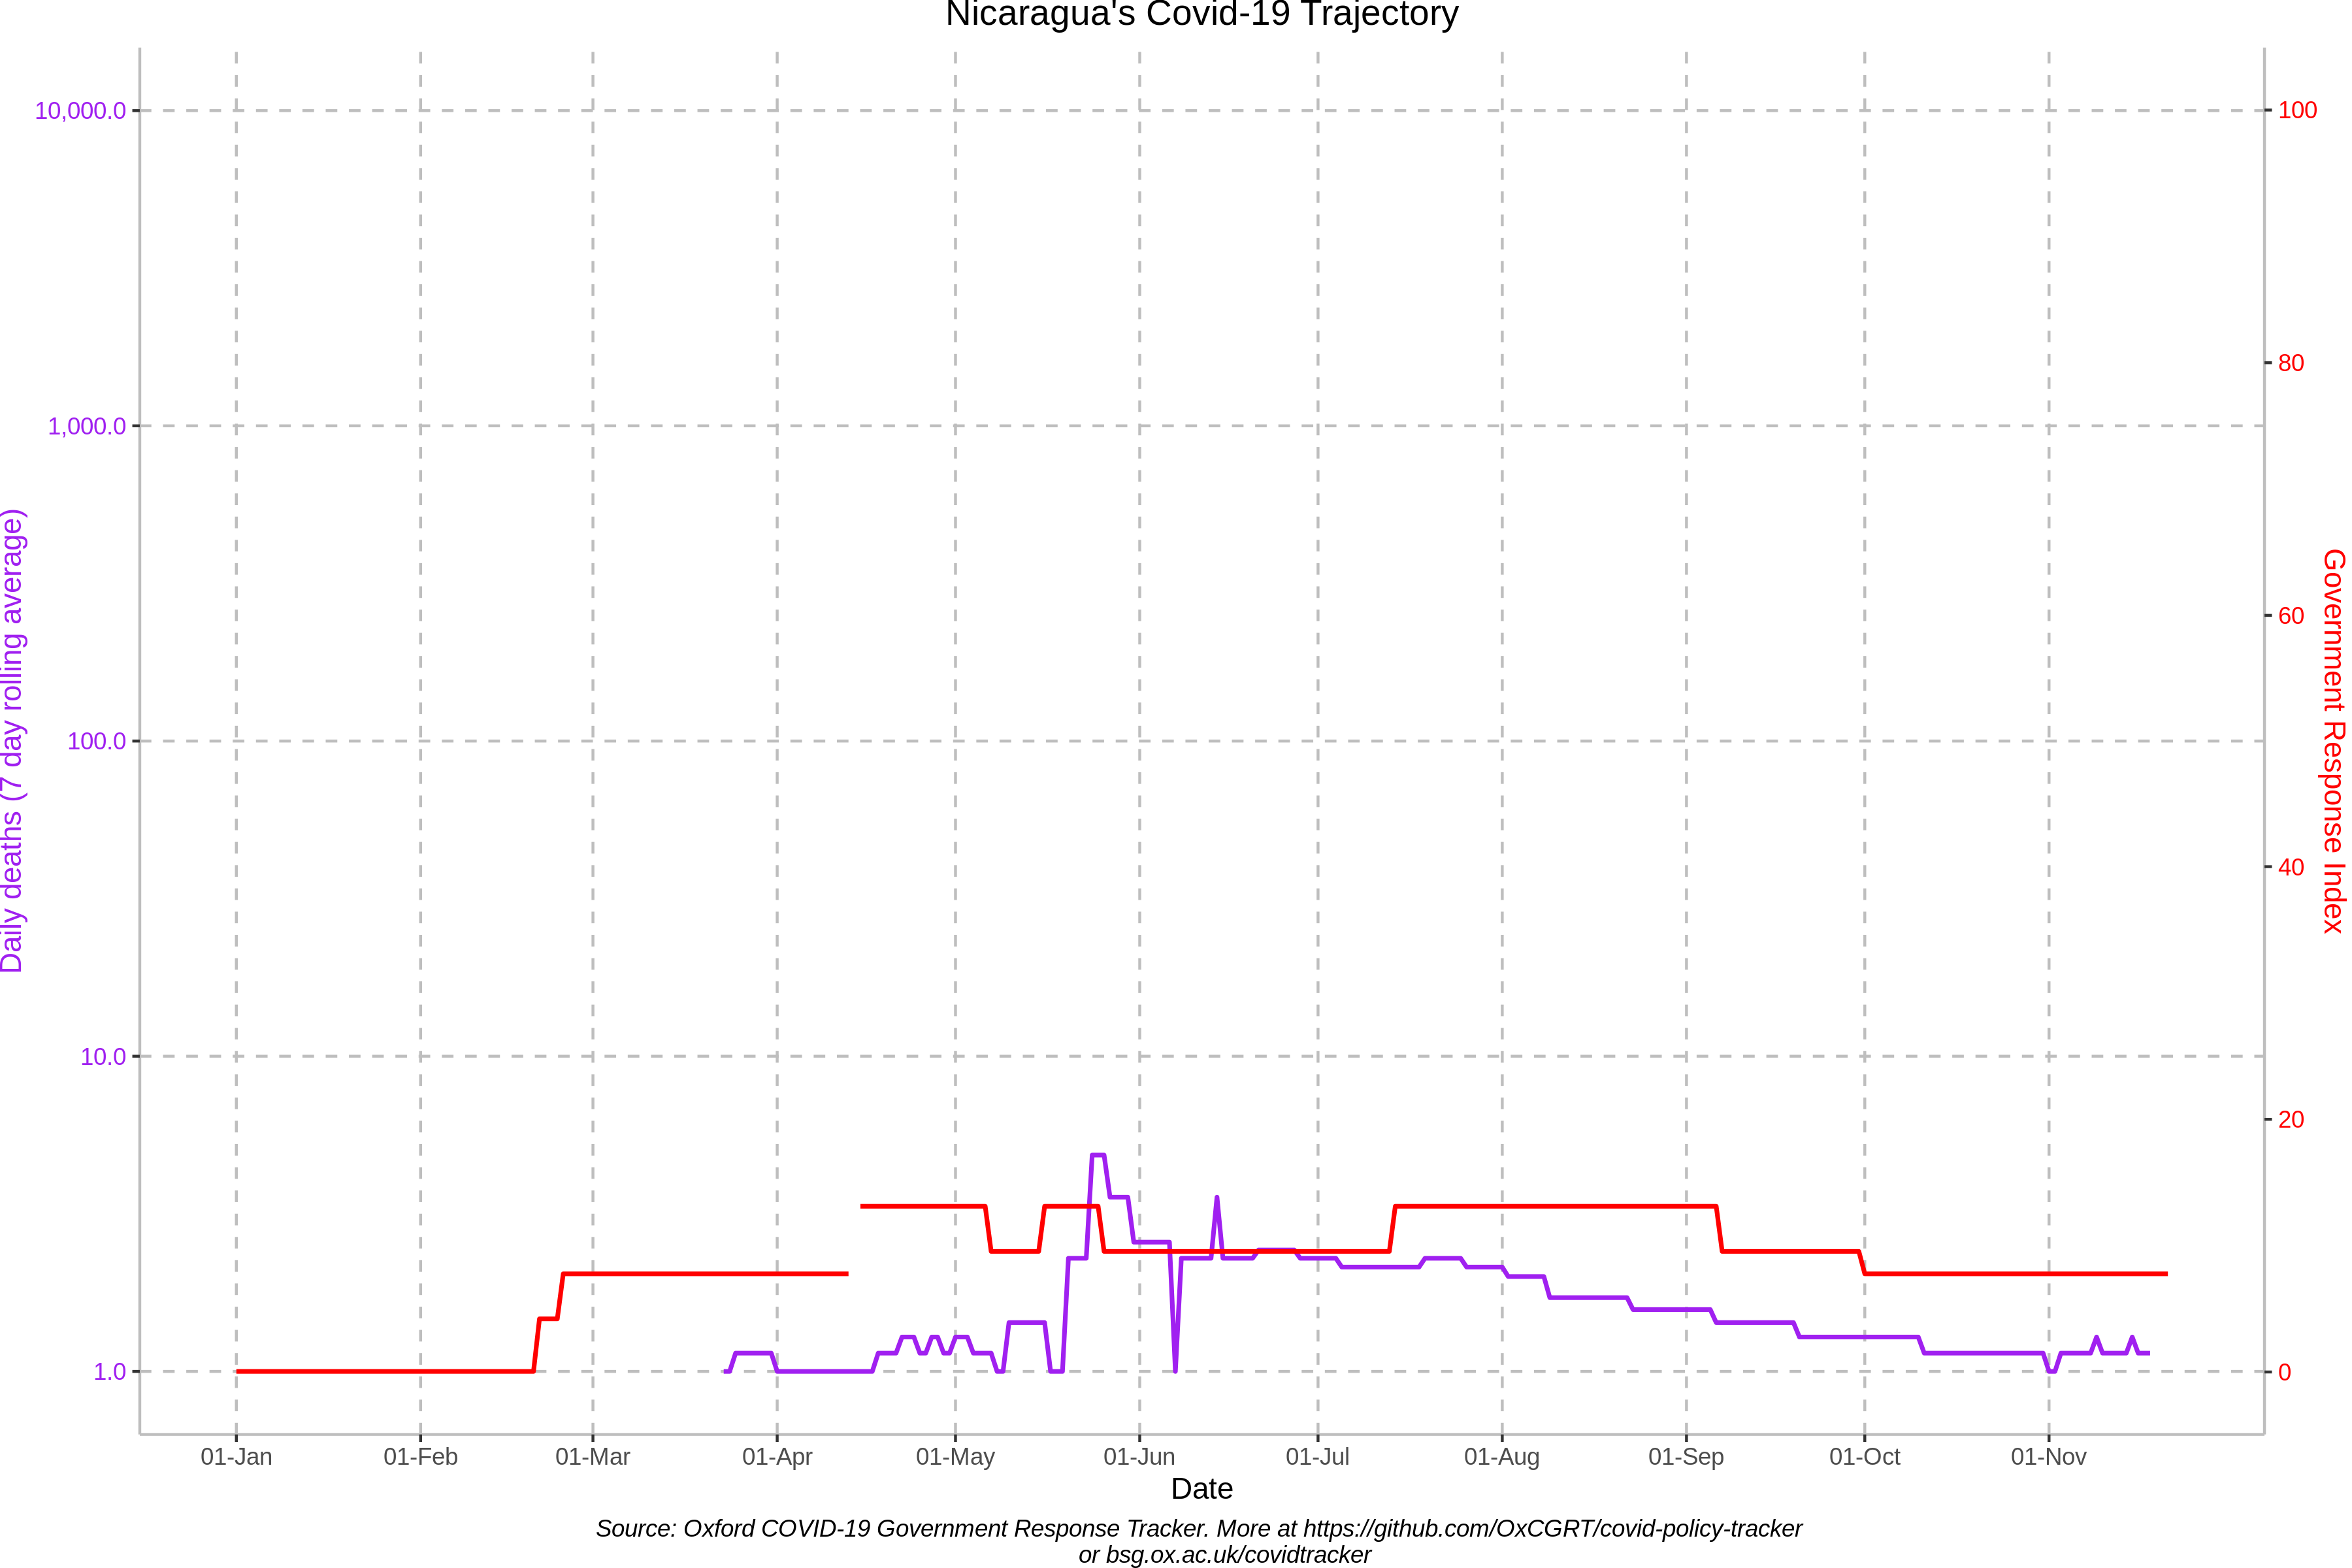 Nicaragua's Covid-19 Trajectory
Daily deaths (7 day rolling average)
10,000.0
1,000.0
100.0
10.0
1.0
100
80
60
40
20
0
Government Response Index
01-Jan
01-Feb
01-Mar
01-Apr
01-May
01-Jun
01-Jul
01-Aug
01-Sep
01-Oct
01-Nov
Date
Source: Oxford COVID-19 Government Response Tracker. More at https://github.com/OxCGRT/covid-policy-tracker
or bsg.ox.ac.uk/covidtracker